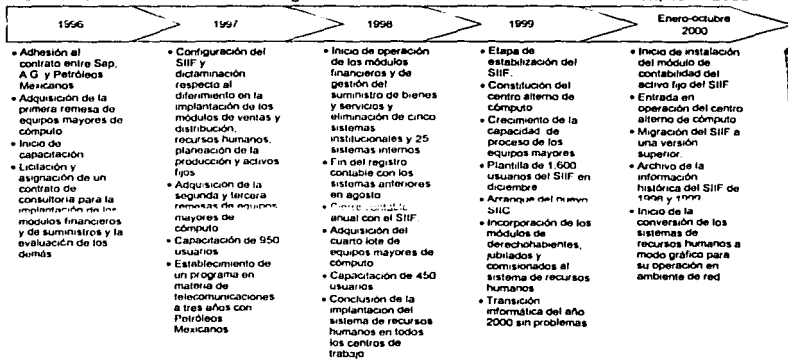 1996
1997
1998
1999
Enero-octubre
2000
• Adhesión al
contrato entre Sap,
A.G. y Petróleos
Mexicanos
• Adquisición de la
primera remesa de
equipos mayores de
cómputo
• Inicio de
capacitación
• Licitación y
asignación de un
contrato de
consultoría para la
implantación de los
módulos financieros
y de suministros y la
evaluación de los
demás
• Configuración del
SIIF y
dictaminación
respecto al
diferimiento en la
implantación de los
módulos de ventas y
distribución,
recursos humanos,
planeación de la
producción y activos
fijos
• Adquisición de la
segunda y tercera
remesas de equipos
mayores de
cómputo
• Capacitación de 950
usuarios
• Establecimiento de
un programa en
materia de
telecomunicaciones
a tres años con
Petróleos
Mexicanos
• Inicio de operación
de los módulos
financieros y de
gestión del
suministro de bienes
y servicios y
eliminación de cinco
sistemas
institucionales y 25
sistemas internos
• Fin del registro
contable con los
sistemas anteriores
en agosto
• Cierre contable
anual con el SIIF.
• Adquisición del
cuarto lote de
equipos mayores de
cómputo
• Capacitación de 450
usuarios
• Conclusión de la
implantación del
sistema de recursos
humanos en todos
los centros de
trabajo
• Etapa de
estabilización del
SIIF.
• Constitución del
centro alterno de
cómputo
• Crecimiento de la
capacidad de
proceso de los
equipos mayores
• Plantilla de 1,600
usuarios del SIIF en
diciembre
• Arranque del nuevo
SIIC
• Incorporación de los
módulos de
derechohabientes,
jubilados y
comisionados al
sistema de recursos
humanos
• Transición
informática del año
2000 sin problemas
• Inicio de instalación
del módulo de
contabilidad del
activo fijo del SIIF
• Entrada en
operación del centro
alterno de cómputo
• Migración del SIIF a
una versión
superior.
• Archivo de la
información
histórica del SIIF de
1998 y 1999
• Inicio de la
conversión de los
sistemas de
recursos humanos a
modo gráfico para
su operación en
ambiente de red